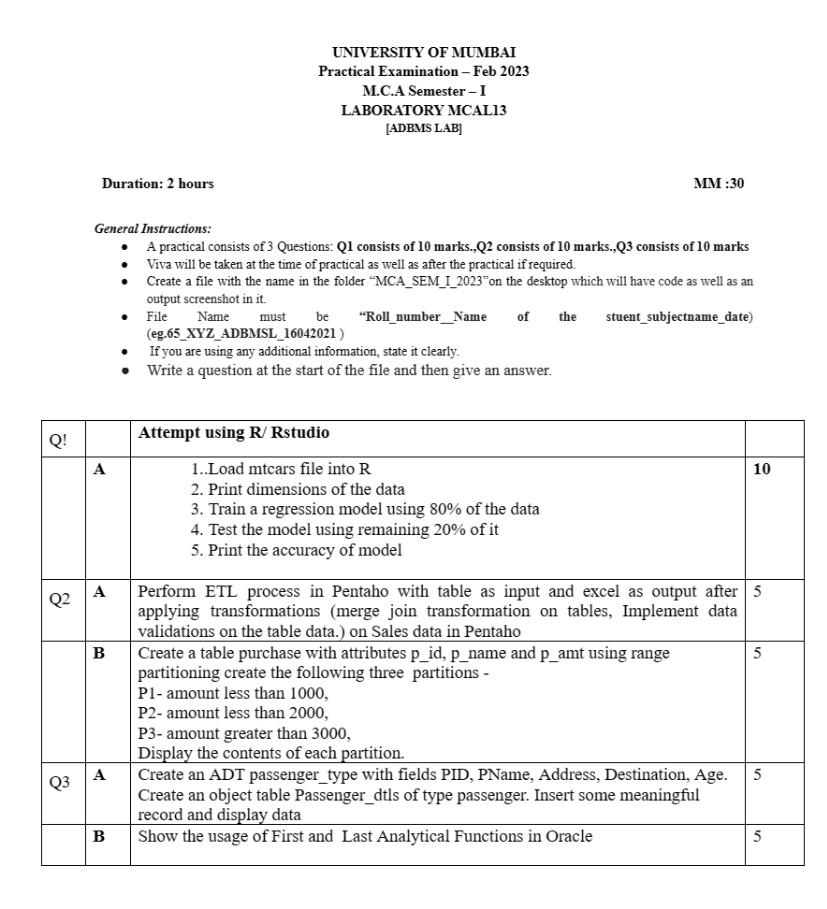 UNIVERSITY OF MUMBAI
Practical Examination – Feb 2023
M.C.A Semester – I
LABORATORY MCAL13
[ADBMS LAB]
Duration: 2 hours MM :30
General Instructions:
● A practical consists of 3 Questions: Q1 consists of 10 marks.,Q2 consists of 10 marks.,Q3 consists of 10 marks
● Viva will be taken at the time of practical as well as after the practical if required.
● Create a file with the name in the folder “MCA_SEM_I_2023”on the desktop which will have code as well as an
output screenshot in it.
● File Name must be “Roll_number__Name of the stuent_subjectname_date)
(eg.65_XYZ_ADBMSL_16042021 )
● If you are using any additional information, state it clearly.
● Write a question at the start of the file and then give an answer.
Q! Attempt using R/ Rstudio
A 1..Load mtcars file into R 10
2. Print dimensions of the data
3. Train a regression model using 80% of the data
4. Test the model using remaining 20% of it
5. Print the accuracy of model
Q2 A Perform ETL process in Pentaho with table as input and excel as output after 5
applying transformations (merge join transformation on tables, Implement data
validations on the table data.) on Sales data in Pentaho
B Create a table purchase with attributes p_id, p_name and p_amt using range 5
partitioning create the following three partitions -
P1- amount less than 1000,
P2- amount less than 2000,
P3- amount greater than 3000,
Display the contents of each partition.
Q3 A Create an ADT passenger_type with fields PID, PName, Address, Destination, Age. 5
Create an object table Passenger_dtls of type passenger. Insert some meaningful
record and display data
B Show the usage of First and Last Analytical Functions in Oracle 5